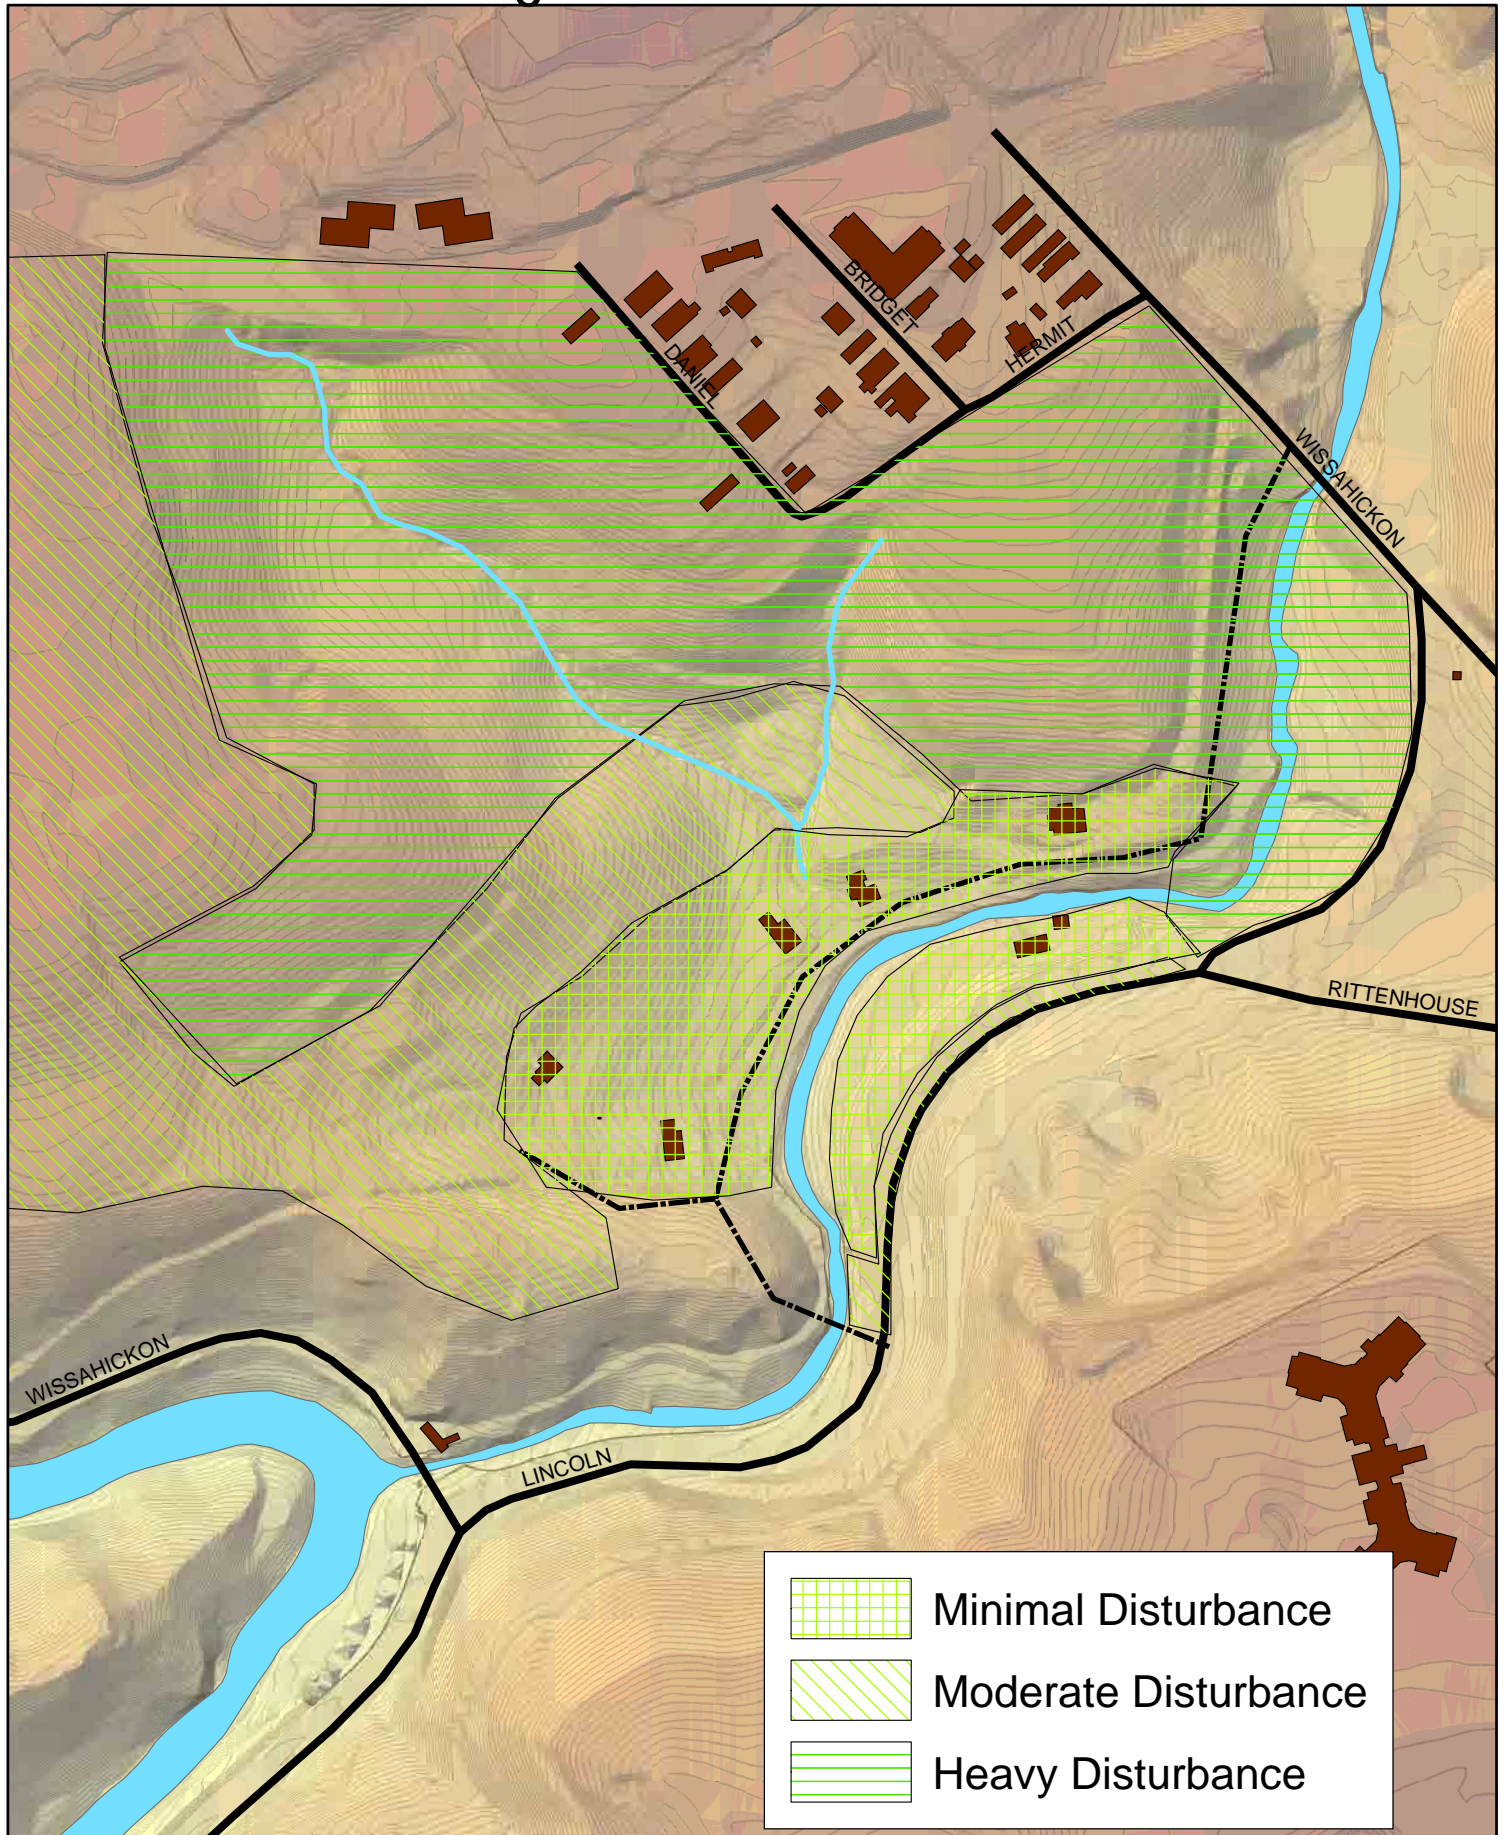 BRIDGET
HERMIT
DANIEL
WISSAHICKON
RITTENHOUSE
WISSAHICKON
LINCOLN
Minimal Disturbance
Moderate Disturbance
Heavy Disturbance